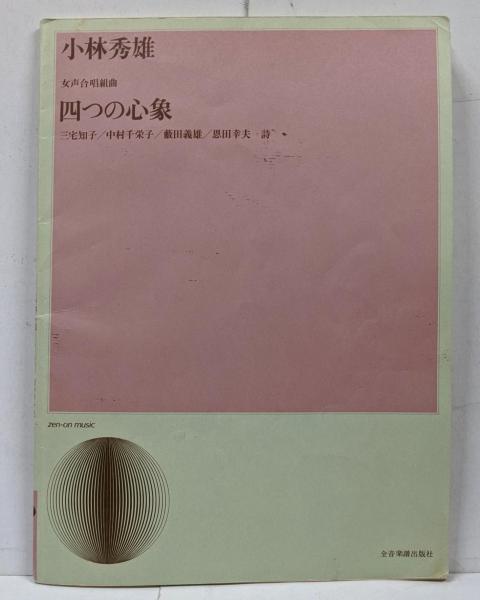 小林秀雄
女声合唱組曲
四つの心象
三宅知子／中村千栄子／藪田義雄／恩田幸夫―詩
zen-on music
全音楽譜出版社